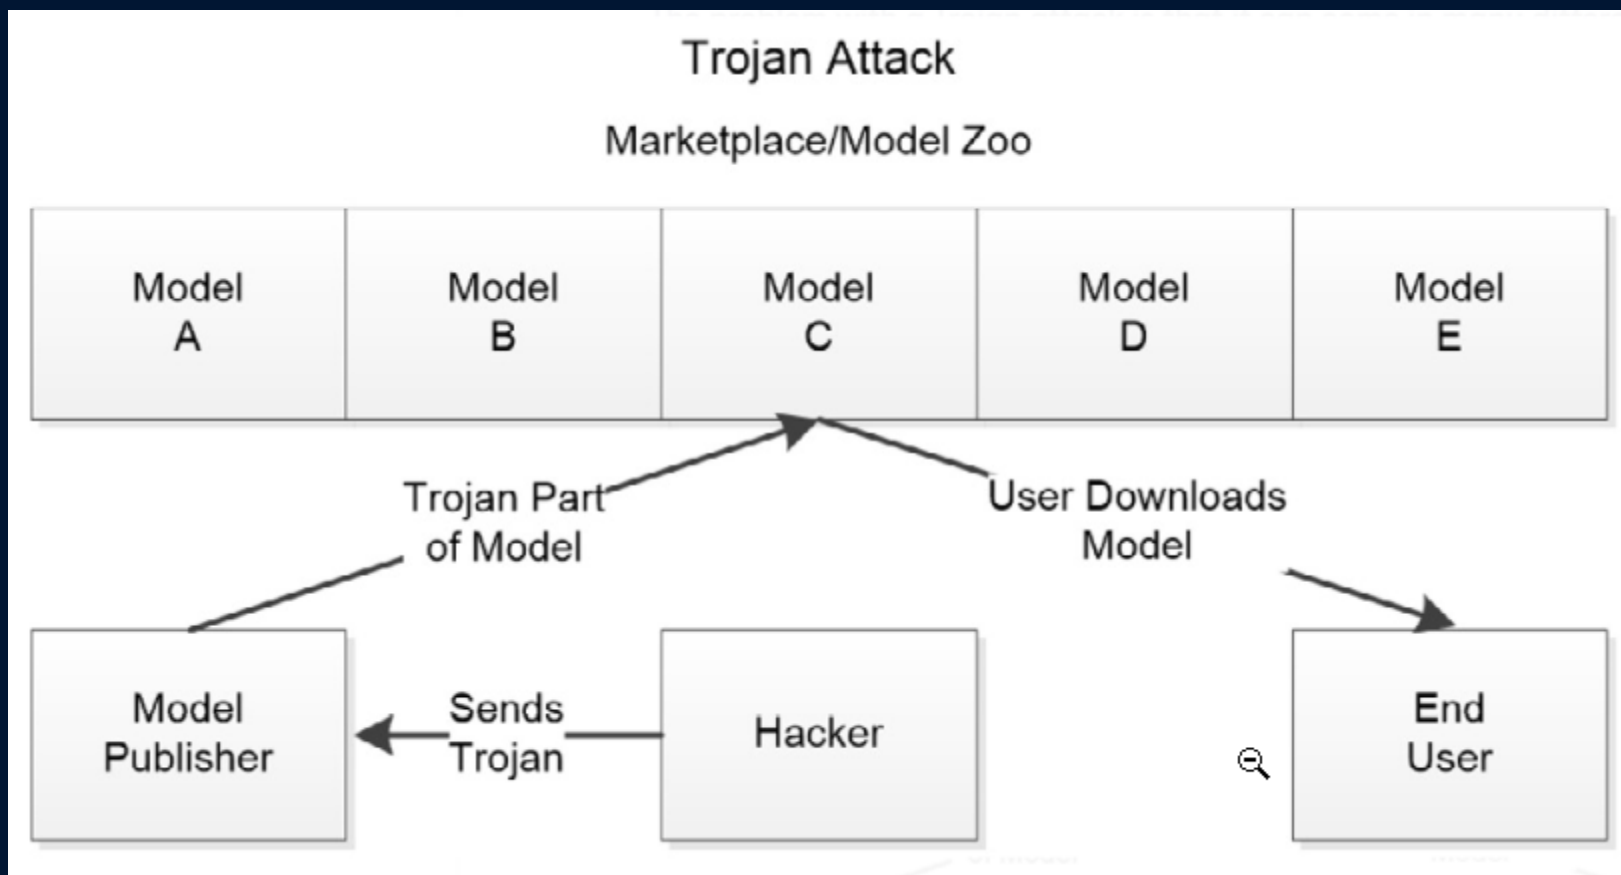 Trojan Attack
Marketplace/Model Zoo
Model
A
Model
B
Model
C
Model
D
Model
E
Trojan Part
of Model
User Downloads
Model
Model
Publisher
Sends
Trojan
Hacker
End
User